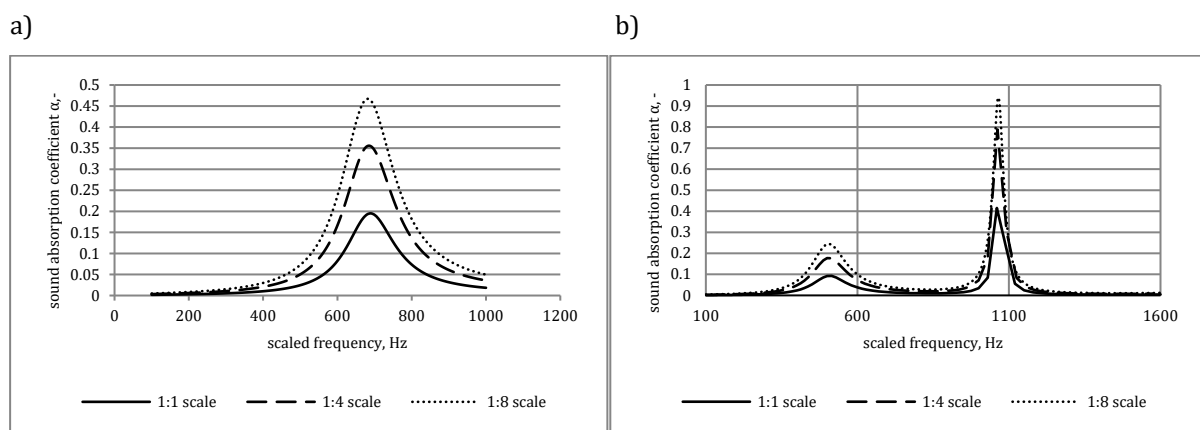 a)
0.5
0.45
0.4
0.35
0.3
0.25
0.2
0.15
0.1
0.05
0
sound absorption coefficient α, -
0 200 400 600 800 1000 1200
scaled frequency, Hz
1:1 scale 1:4 scale 1:8 scale
b)
1
0.9
0.8
0.7
0.6
0.5
0.4
0.3
0.2
0.1
0
sound absorption coefficient α, -
100 600 1100 1600
scaled frequency, Hz
1:1 scale 1:4 scale 1:8 scale